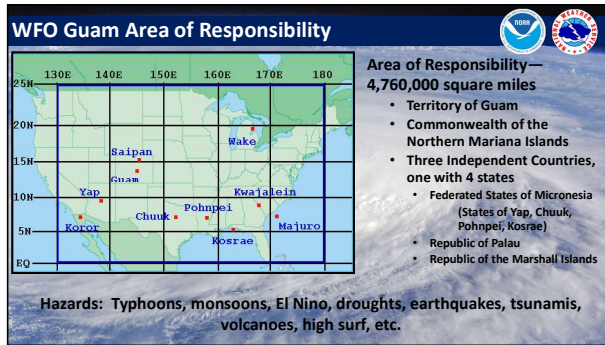 WFO Guam Area of Responsibility
NOAA
130E 140E 150E 160E 170E 180
25N
20N
15N
10N
5N
EQ
Wake
Saipan
Guam
Yap
Kwajalein
Pohnpei
Chuuk
Koror
Majuro
Kosrae
Area of Responsibility—
4,760,000 square miles
• Territory of Guam
• Commonwealth of the
Northern Mariana Islands
• Three Independent Countries,
one with 4 states
• Federated States of Micronesia
(States of Yap, Chuuk,
Pohnpei, Kosrae)
• Republic of Palau
• Republic of the Marshall Islands
Hazards: Typhoons, monsoons, El Nino, droughts, earthquakes, tsunamis,
volcanoes, high surf, etc.